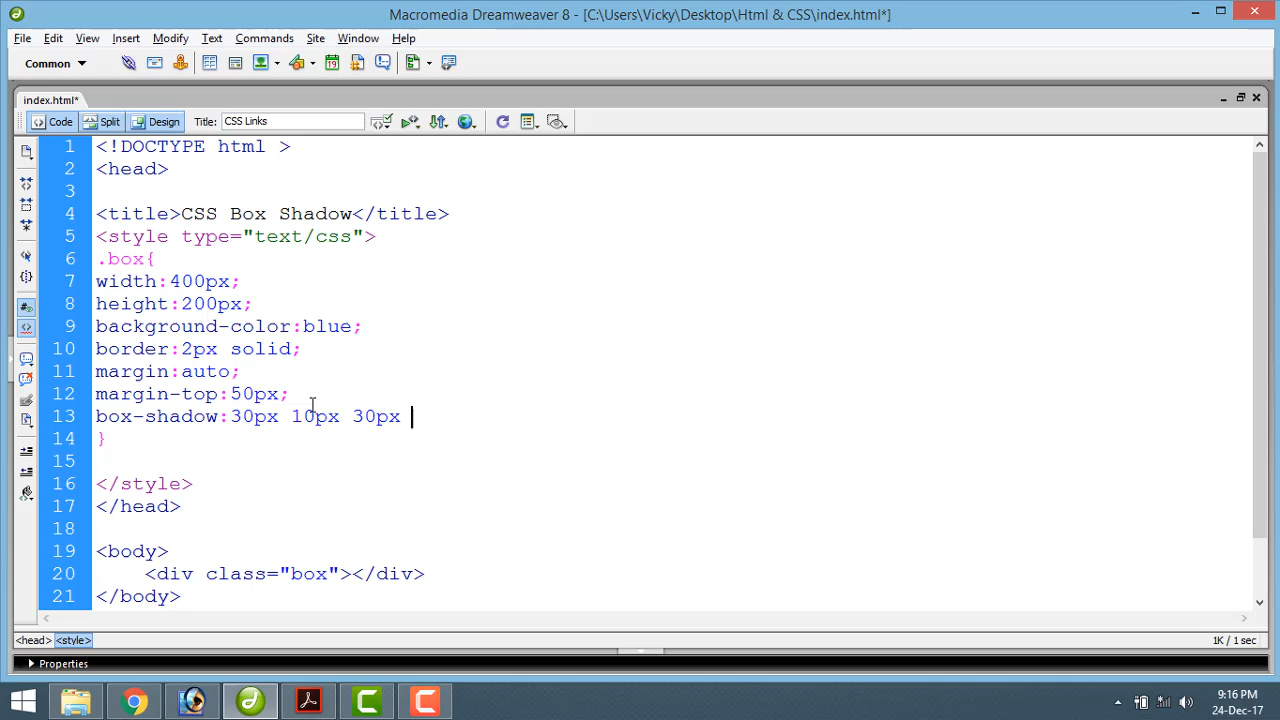 Macromedia Dreamweaver 8 - [C:\Users\Vicky\Desktop\Html & CSS\index.html*]
File Edit View Insert Modify Text Commands Site Window Help
Common
index.html*
Code Split Design Title: CSS Links
1 <!DOCTYPE html >
2 <head>
3
4 <title>CSS Box Shadow</title>
5 <style type="text/css">
6 .box{
7 width:400px;
8 height:200px;
9 background-color:blue;
10 border:2px solid;
11 margin:auto;
12 margin-top:50px;
13 box-shadow:30px 10px 30px
14 }
15
16 </style>
17 </head>
18
19 <body>
20 <div class="box"></div>
21 </body>
<head> <style> 1K / 1 sec
Properties
9:16 PM
24-Dec-17